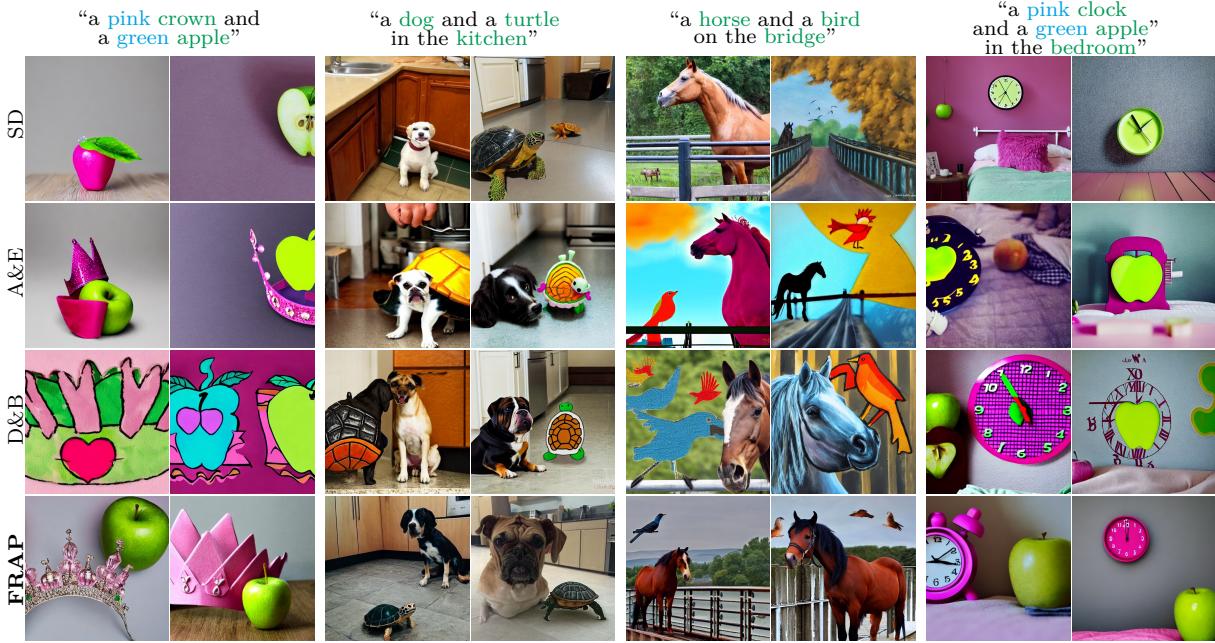 “a pink crown and
a green apple”
“a dog and a turtle
in the kitchen”
“a horse and a bird
on the bridge”
“a pink clock
and a green apple”
in the bedroom”
SD
A&E
D&B
FRAP